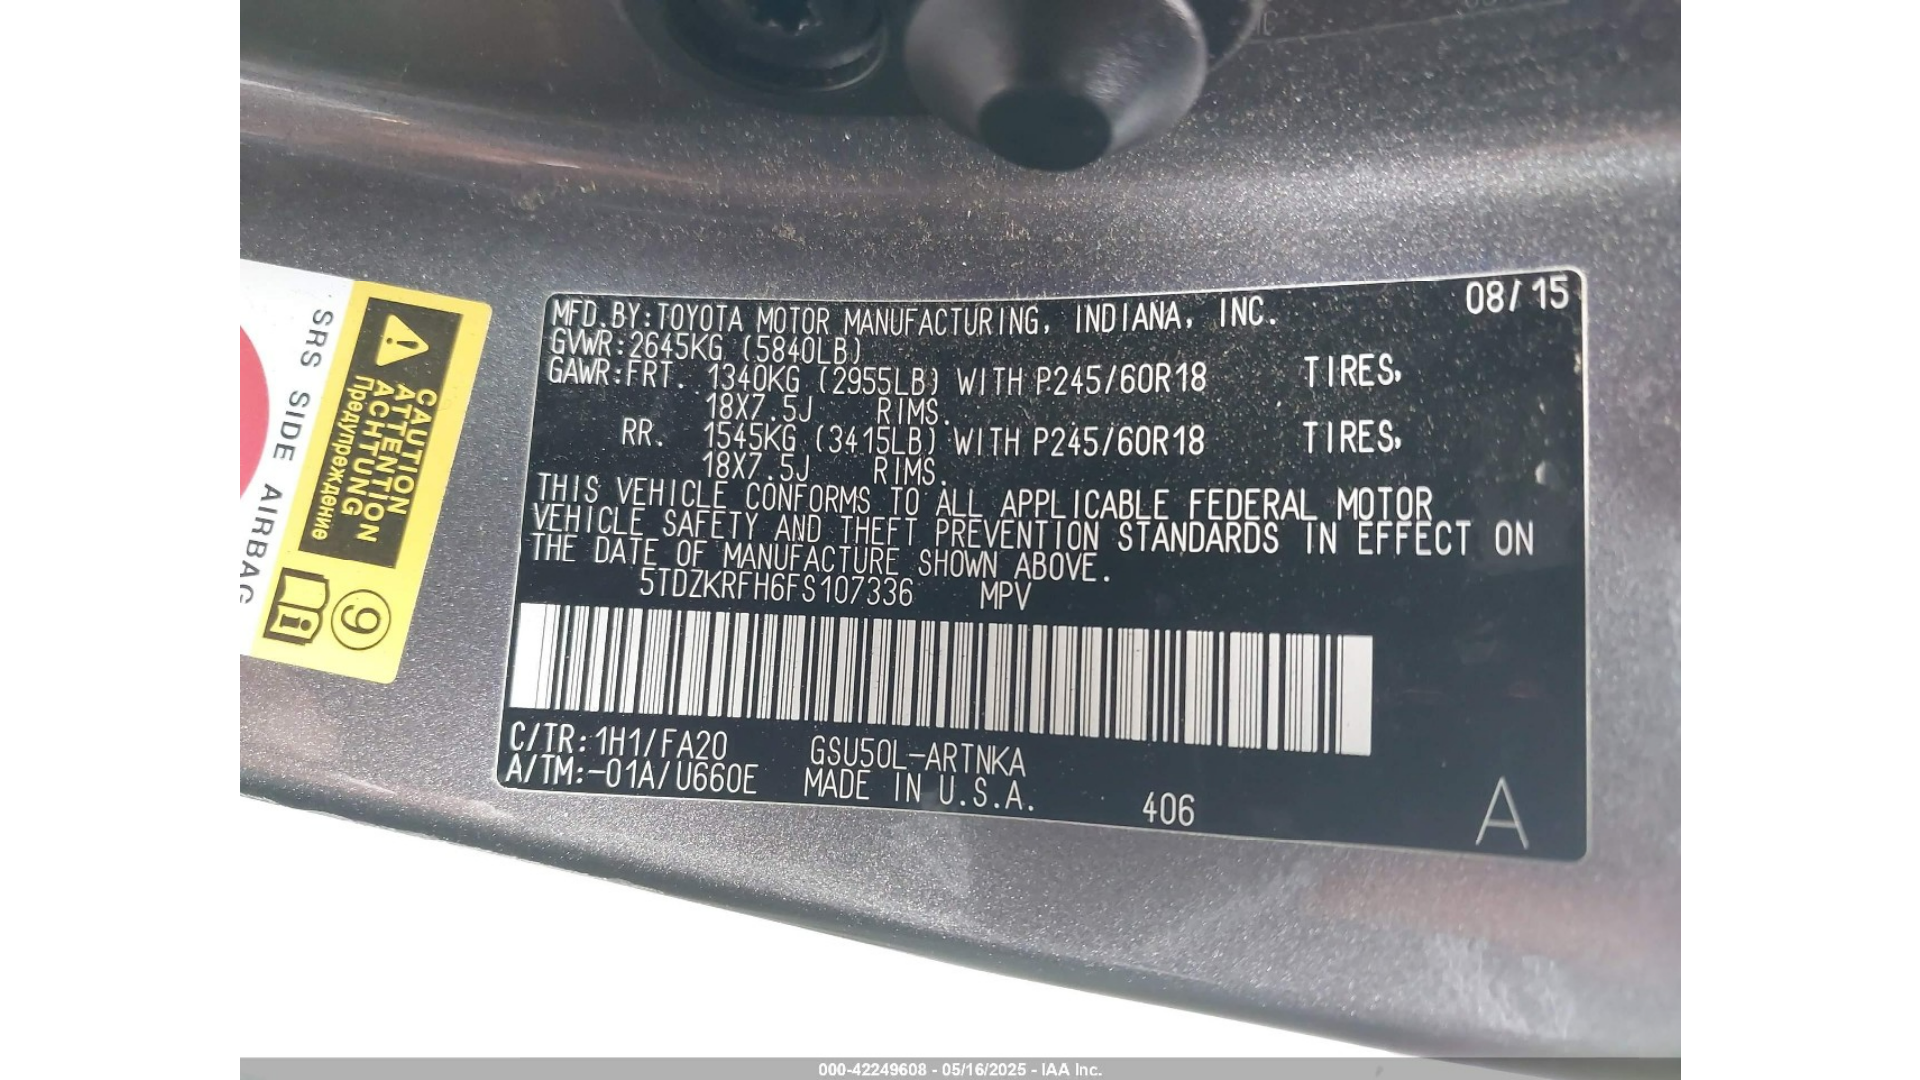 MFD.BY:TOYOTA MOTOR MANUFACTURING, INDIANA, INC. 08/15
GVWR:2645KG (5840LB)
GAWR:FRT. 1340KG (2955LB) WITH P245/60R18 TIRES,
18X7.5J RIMS.
RR. 1545KG (3415LB) WITH P245/60R18 TIRES,
18X7.5J RIMS.
THIS VEHICLE CONFORMS TO ALL APPLICABLE FEDERAL MOTOR
VEHICLE SAFETY AND THEFT PREVENTION STANDARDS IN EFFECT ON
THE DATE OF MANUFACTURE SHOWN ABOVE.
5TDZKRFH6FS107336 MPV
C/TR:1H1/FA20 GSU50L-ARTNKA
A/TM:-01A/U660E MADE IN U.S.A. 406 A
SRS SIDE AIRBAG
CAUTION
ATTENTION
ACHTUNG
Предупреждение
9
000-42249608 - 05/16/2025 - IAA Inc.